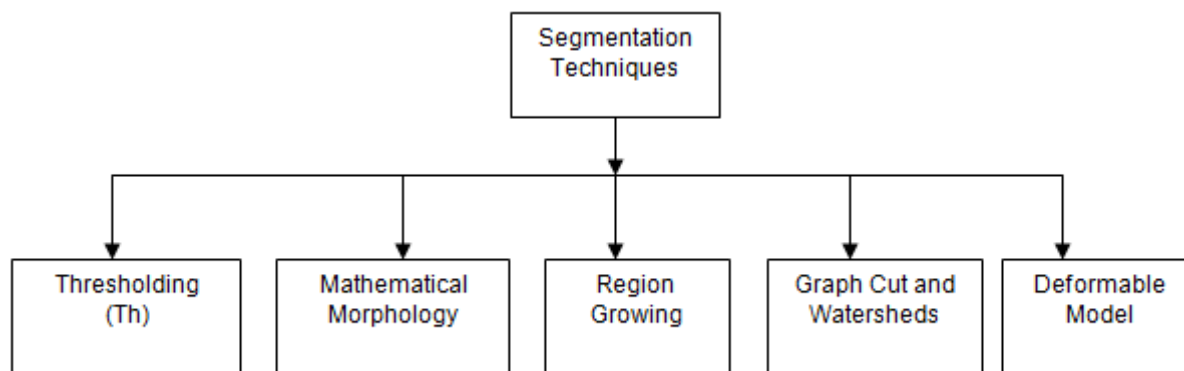 Segmentation
Techniques
Thresholding
(Th)
Mathematical
Morphology
Region
Growing
Graph Cut and
Watersheds
Deformable
Model